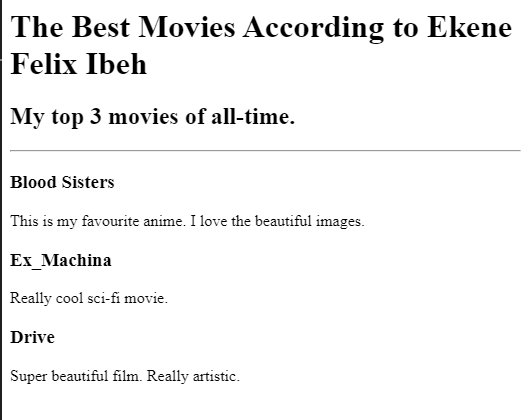 The Best Movies According to Ekene
Felix Ibeh
My top 3 movies of all-time.
Blood Sisters
This is my favourite anime. I love the beautiful images.
Ex_Machina
Really cool sci-fi movie.
Drive
Super beautiful film. Really artistic.